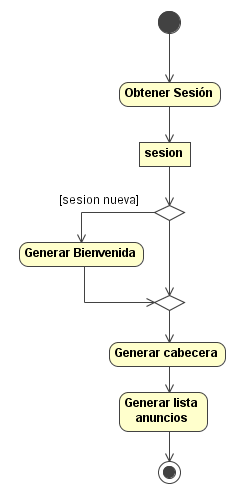 Obtener Sesión
sesion
[sesion nueva]
Generar Bienvenida
Generar cabecera
Generar lista
anuncios